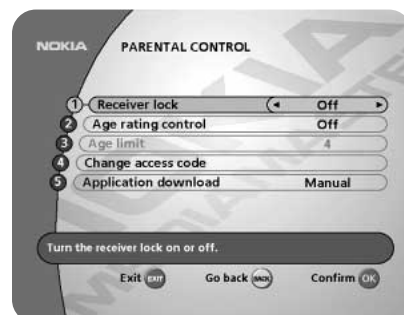 NOKIA PARENTAL CONTROL
1 Receiver lock Off
2 Age rating control Off
3 Age limit 4
4 Change access code
5 Application download Manual
Turn the receiver lock on or off.
Exit EXIT Go back BACK Confirm OK